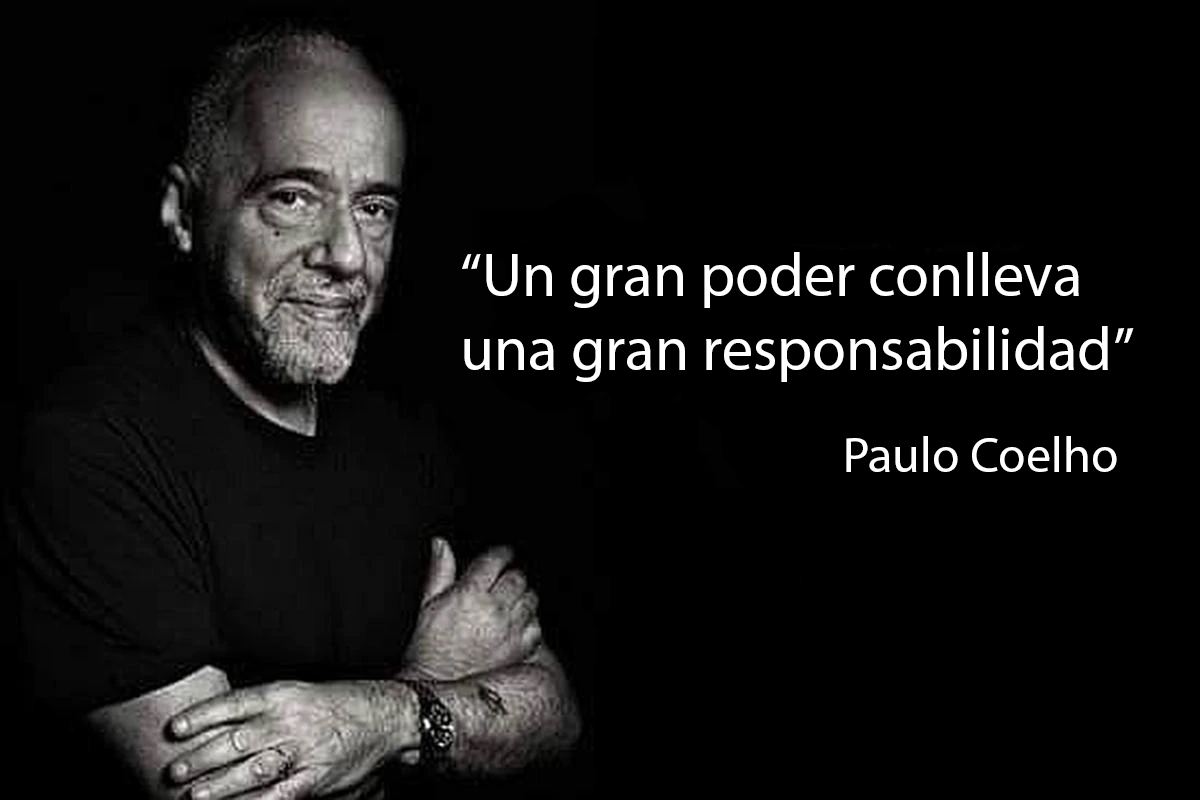 “Un gran poder conlleva
una gran responsabilidad”
Paulo Coelho